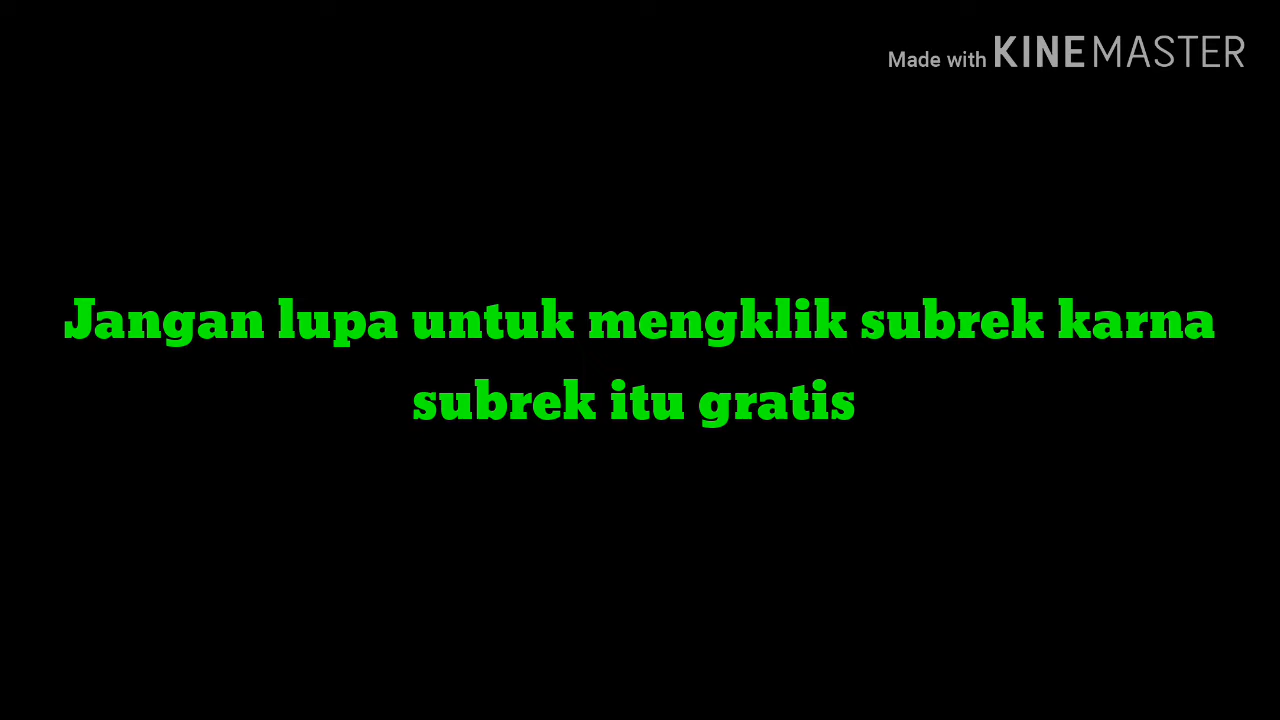 Made with KINEMASTER
Jangan lupa untuk mengklik subrek karna
subrek itu gratis